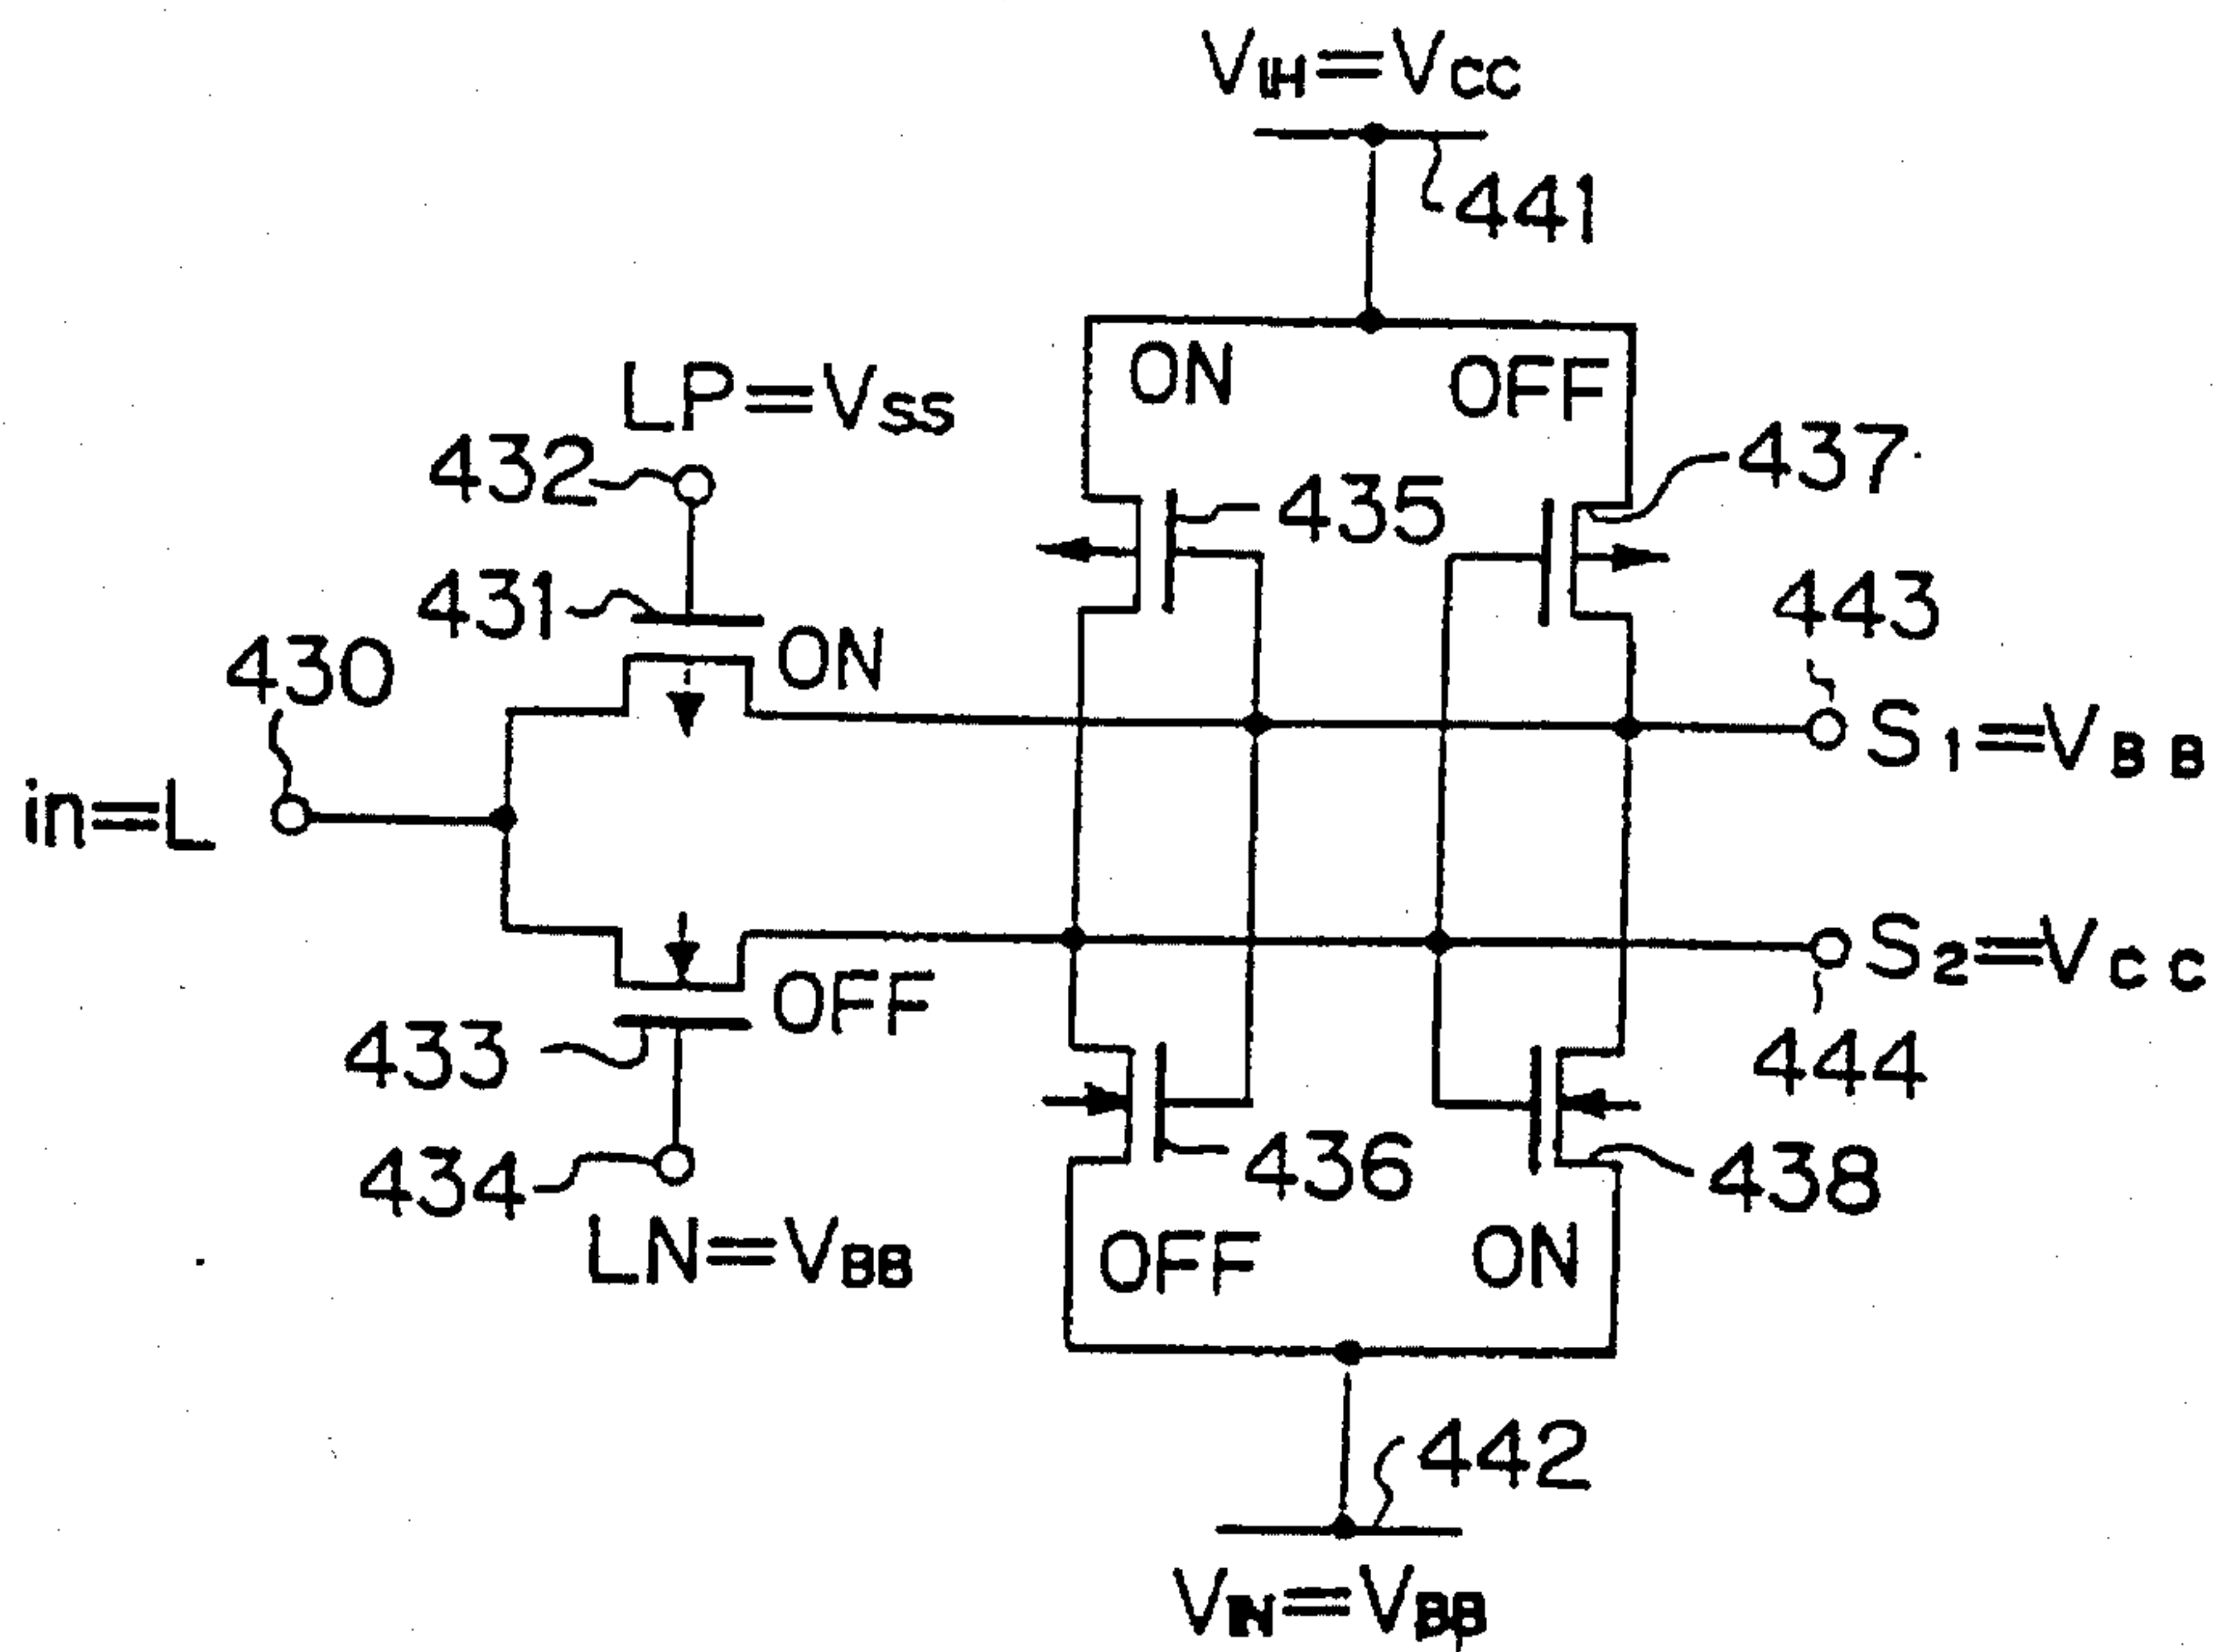 VIH=VCC
441
ON
OFF
LP=VSS
432
437
435
431
ON
443
430
S1=VBB
in=L
S2=VCC
OFF
433
444
434
436
438
LN=VBB
OFF
ON
442
VIN=VBB